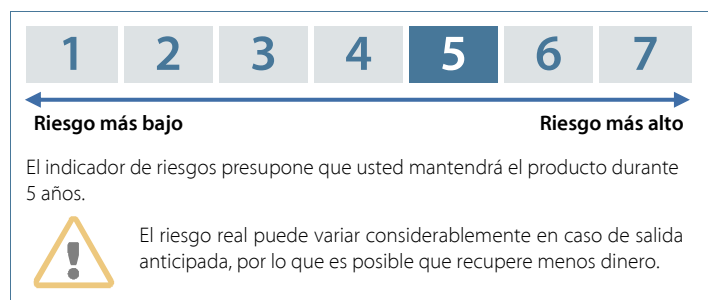 1 2 3 4 5 6 7
Riesgo más bajo Riesgo más alto
El indicador de riesgos presupone que usted mantendrá el producto durante
5 años.
El riesgo real puede variar considerablemente en caso de salida
anticipada, por lo que es posible que recupere menos dinero.